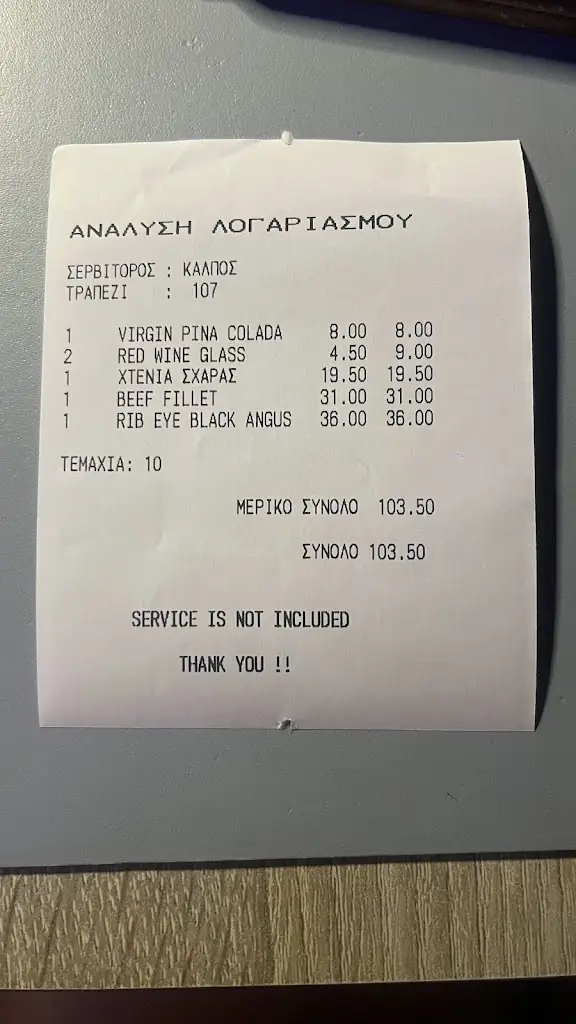 ΑΝΑΛΥΣΗ ΛΟΓΑΡΙΑΣΜΟΥ
ΣΕΡΒΙΤΟΡΟΣ : ΚΑΛΠΟΣ
ΤΡΑΠΕΖΙ : 107
1 VIRGIN PINA COLADA 8.00 8.00
2 RED WINE GLASS 4.50 9.00
1 ΧΤΕΝΙΑ ΣΧΑΡΑΣ 19.50 19.50
1 BEEF FILLET 31.00 31.00
1 RIB EYE BLACK ANGUS 36.00 36.00
ΤΕΜΑΧΙΑ: 10
ΜΕΡΙΚΟ ΣΥΝΟΛΟ 103.50
ΣΥΝΟΛΟ 103.50
SERVICE IS NOT INCLUDED
THANK YOU !!